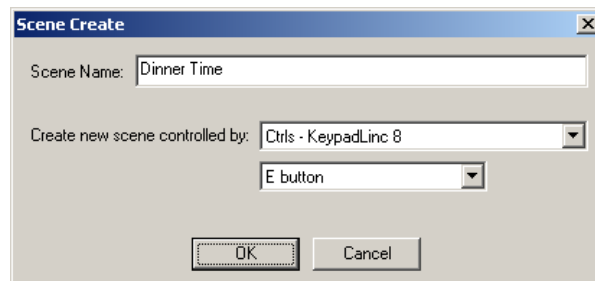 Scene Create
Scene Name: Dinner Time
Create new scene controlled by: Ctrls - KeypadLinc 8
E button
OK Cancel